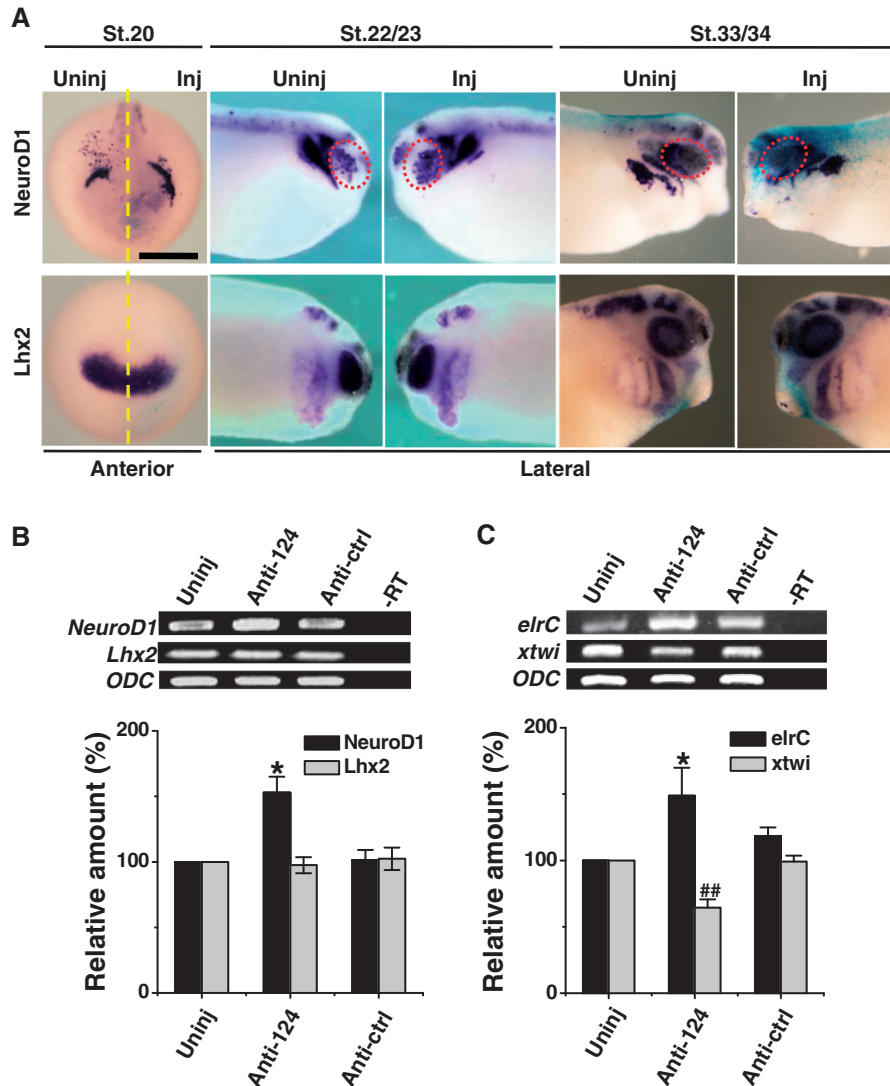 A
St.20 St.22/23 St.33/34
Uninj Inj Uninj Inj Uninj Inj
NeuroD1
Lhx2
Anterior Lateral
B
Uninj Anti-124 Anti-ctrl -RT
NeuroD1
Lhx2
ODC
Relative amount (%)
200
100
0
NeuroD1
Lhx2
*
Uninj Anti-124 Anti-ctrl
C
Uninj Anti-124 Anti-ctrl -RT
elrC
xtwi
ODC
Relative amount (%)
200
100
0
elrC
xtwi
*
##
Uninj Anti-124 Anti-ctrl